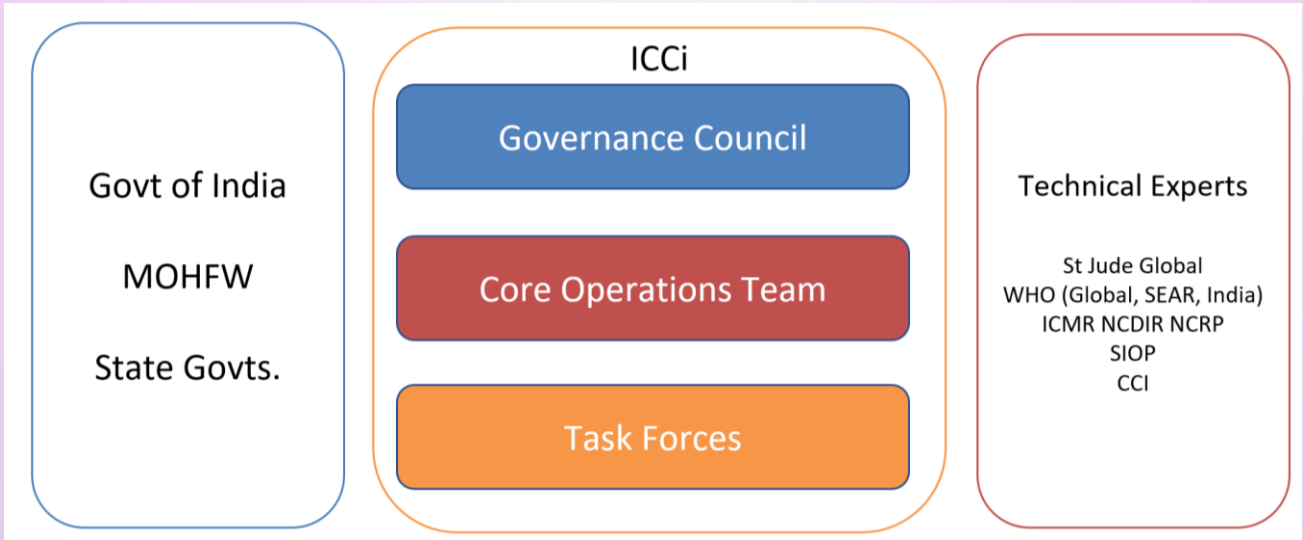 Govt of India
MOHFW
State Govts.
ICCi
Governance Council
Core Operations Team
Task Forces
Technical Experts
St Jude Global
WHO (Global, SEAR, India)
ICMR NCDIR NCRP
SIOP
CCI